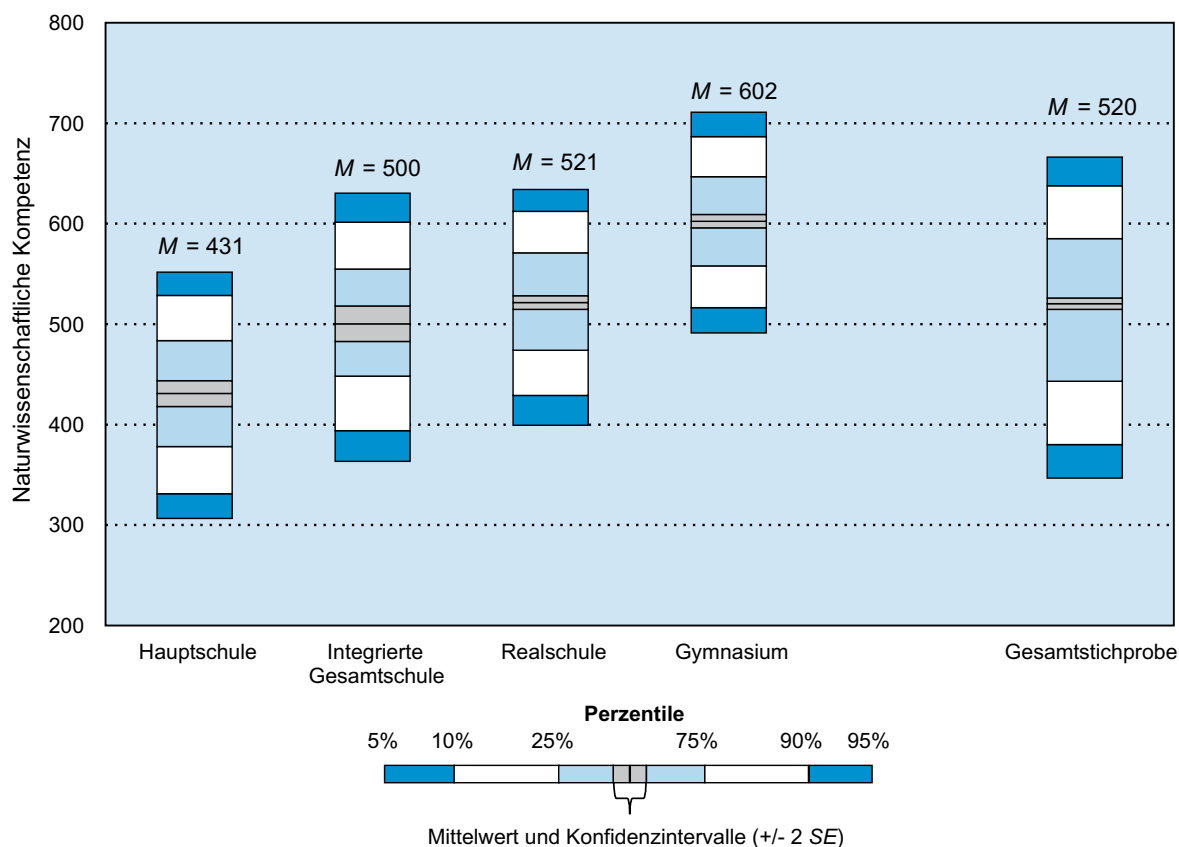 800
700
600
500
400
300
200
Naturwissenschaftliche Kompetenz
M = 431
M = 500
M = 521
M = 602
M = 520
Hauptschule
Integrierte
Gesamtschule
Realschule
Gymnasium
Gesamtstichprobe
Perzentile
5% 10% 25% 75% 90% 95%
Mittelwert und Konfidenzintervalle (+/- 2 SE)